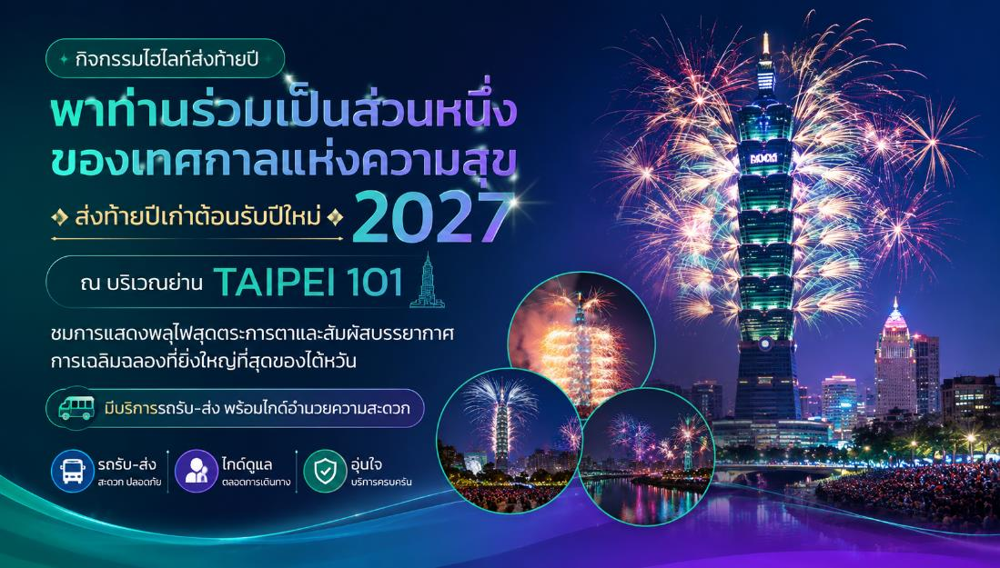 กิจกรรมไฮไลท์ส่งท้ายปี
พาท่านร่วมเป็นส่วนหนึ่ง
ของเทศกาลแห่งความสุข
ส่งท้ายปีเก่าต้อนรับปีใหม่ 2027
ณ บริเวณย่าน TAIPEI 101
ชมการแสดงพลุไฟสุดตระการตาและสัมผัสบรรยากาศ
การเฉลิมฉลองที่ยิ่งใหญ่ที่สุดของไต้หวัน
มีบริการรถรับ-ส่ง พร้อมไกด์อำนวยความสะดวก
รถรับ-ส่ง
สะดวก ปลอดภัย
ไกด์ดูแล
ตลอดการเดินทาง
อุ่นใจ
บริการครบครัน